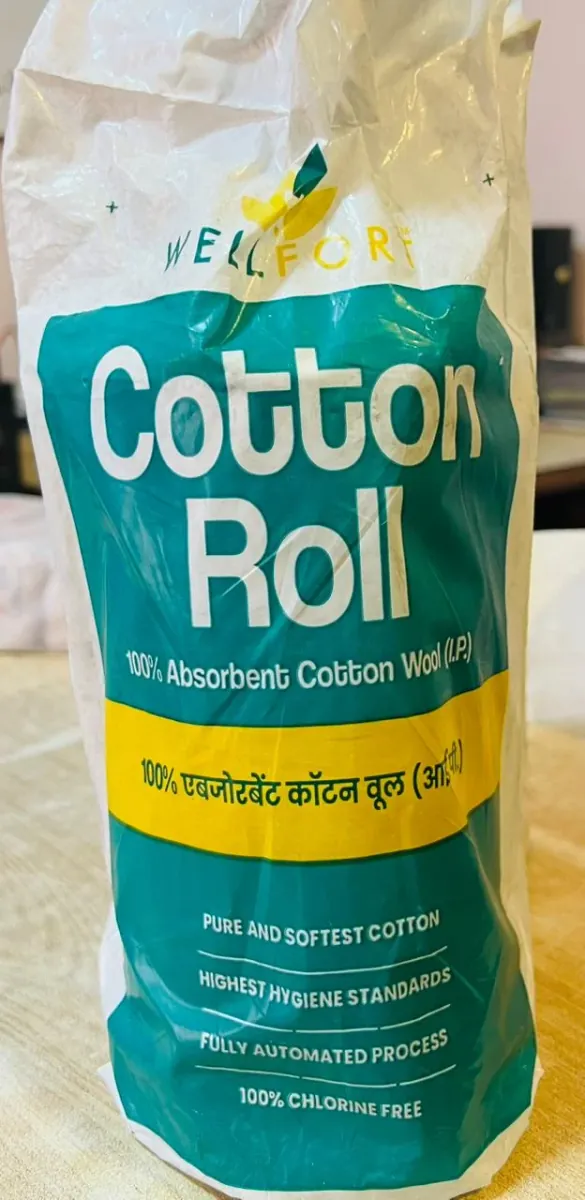 WELLFORT
Cotton
Roll
100% Absorbent Cotton Wool (I.P.)
100% एबजोरबेंट कॉटन वूल (आई.पी.)
PURE AND SOFTEST COTTON
HIGHEST HYGIENE STANDARDS
FULLY AUTOMATED PROCESS
100% CHLORINE FREE